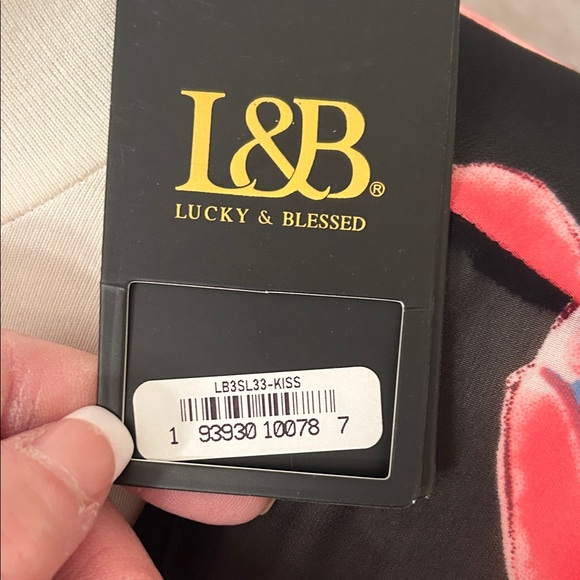 L&B®
LUCKY & BLESSED
LB3SL33-KISS
1 93930 10078 7